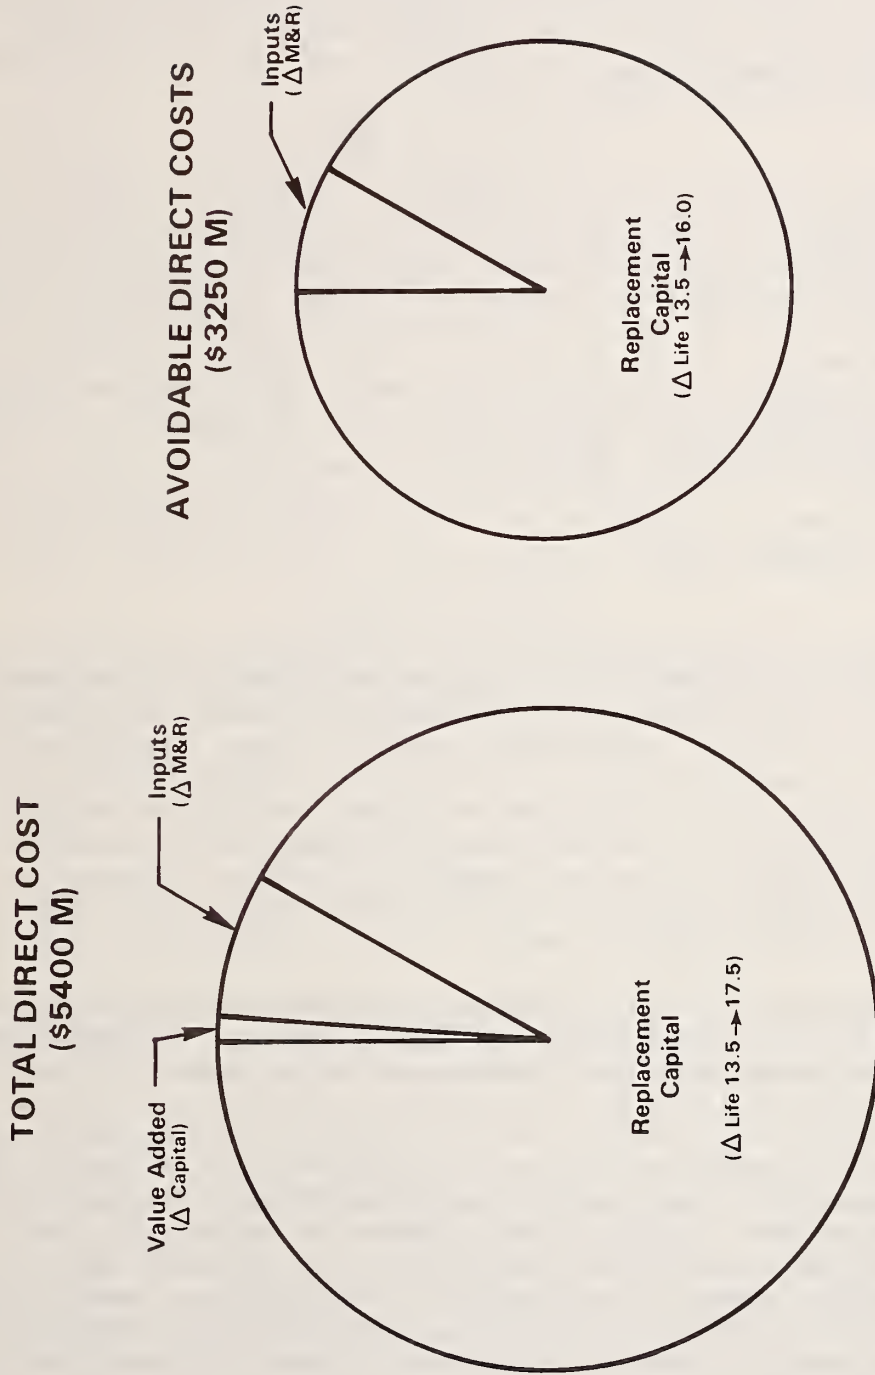 TOTAL DIRECT COST
($5400 M)
Value Added
(Δ Capital)
Inputs
(Δ M&R)
Replacement
Capital
(Δ Life 13.5→17.5)
AVOIDABLE DIRECT COSTS
($3250 M)
Inputs
(Δ M&R)
Replacement
Capital
(Δ Life 13.5→16.0)